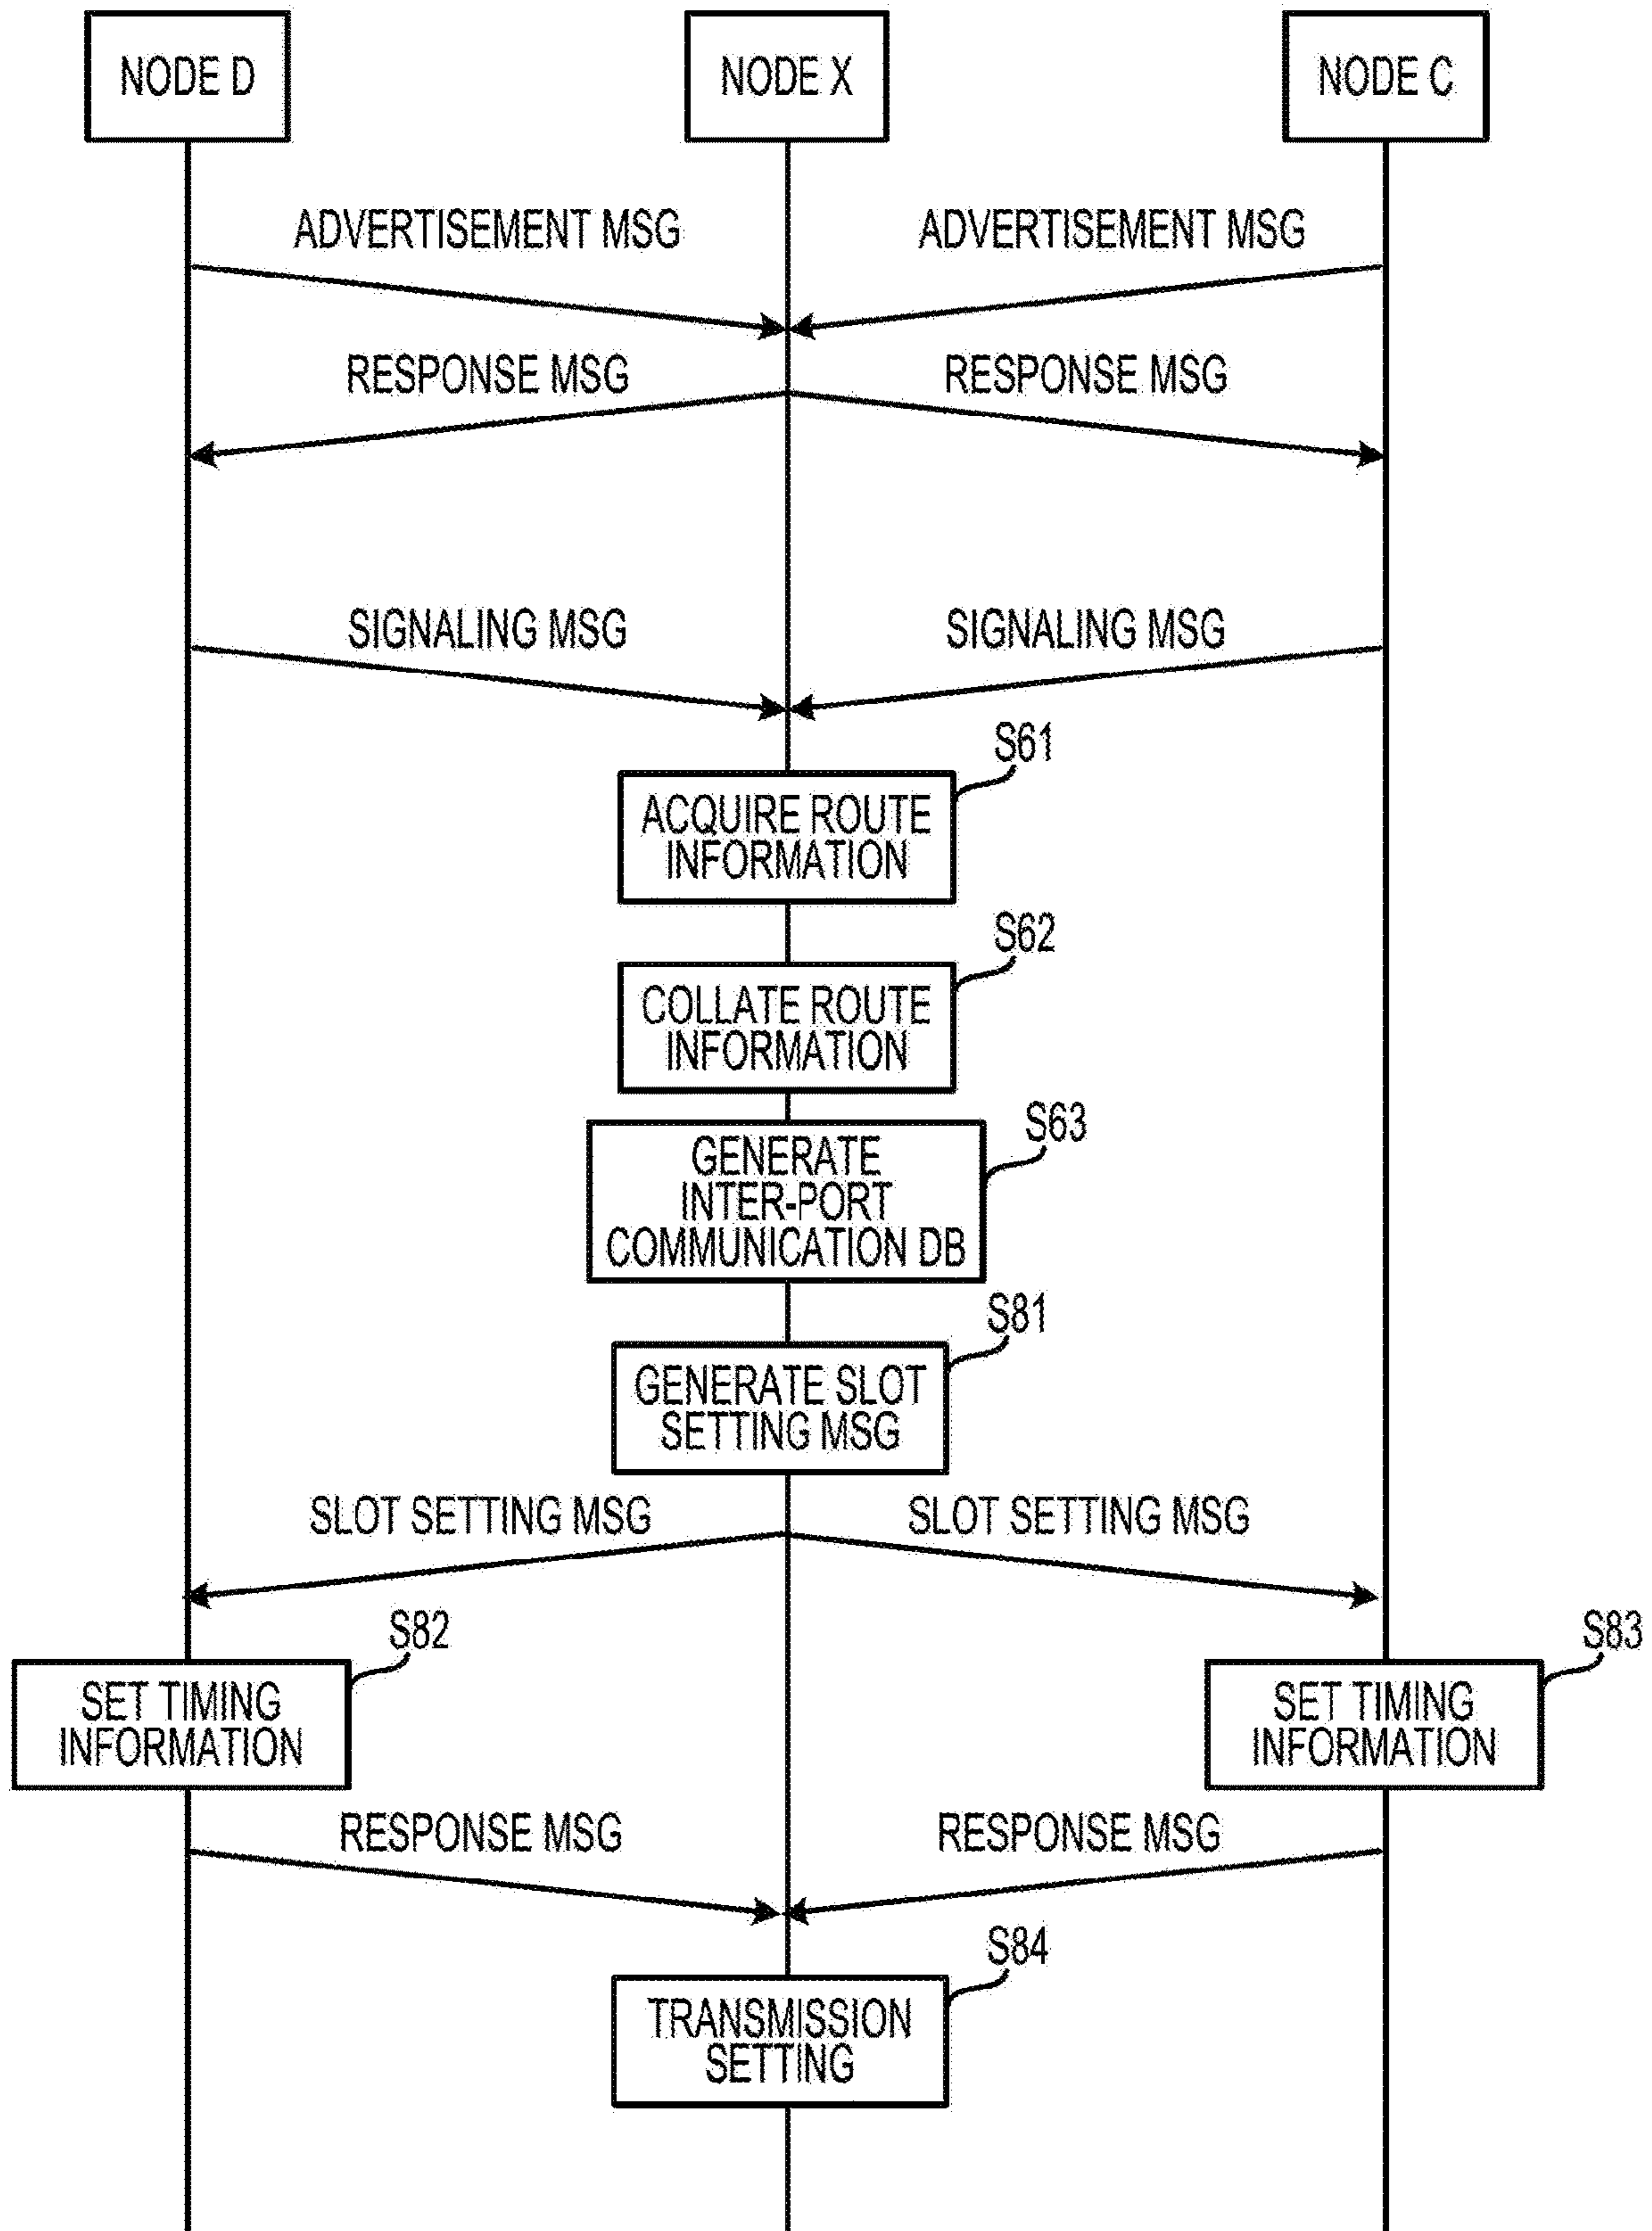 NODE D
NODE X
NODE C
ADVERTISEMENT MSG
ADVERTISEMENT MSG
RESPONSE MSG
RESPONSE MSG
SIGNALING MSG
SIGNALING MSG
S61
ACQUIRE ROUTE
INFORMATION
S62
COLLATE ROUTE
INFORMATION
S63
GENERATE
INTER-PORT
COMMUNICATION DB
S81
GENERATE SLOT
SETTING MSG
SLOT SETTING MSG
SLOT SETTING MSG
S82
SET TIMING
INFORMATION
S83
SET TIMING
INFORMATION
RESPONSE MSG
RESPONSE MSG
S84
TRANSMISSION
SETTING